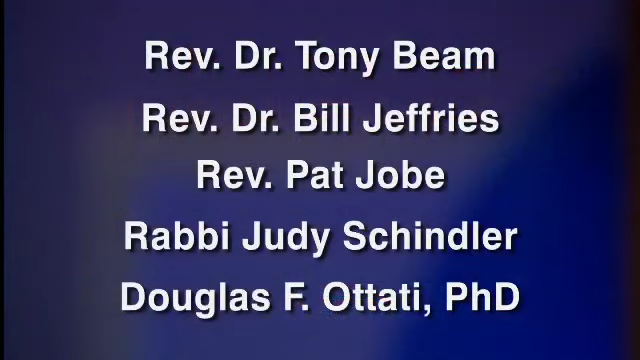 Rev. Dr. Tony Beam
Rev. Dr. Bill Jeffries
Rev. Pat Jobe
Rabbi Judy Schindler
Douglas F. Ottati, PhD